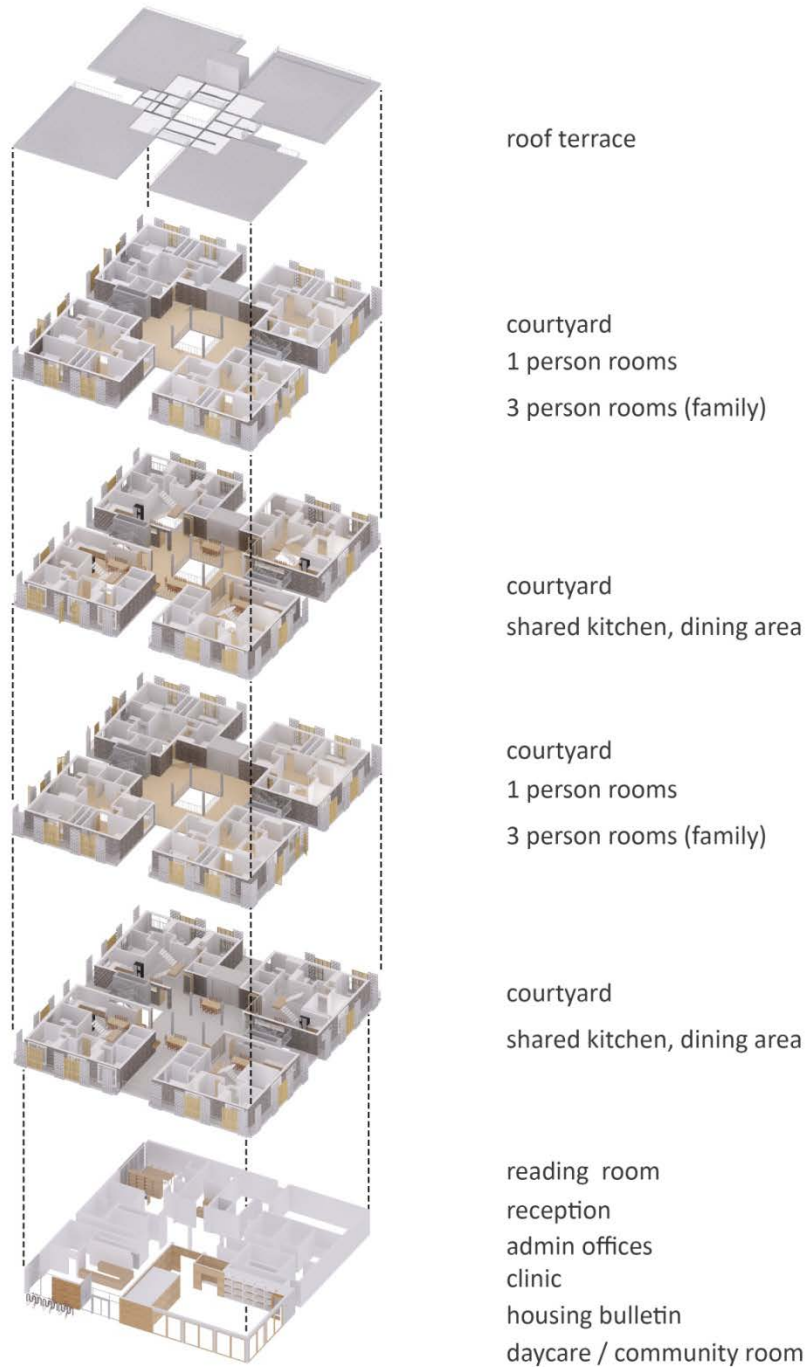 roof terrace
courtyard
1 person rooms
3 person rooms (family)
courtyard
shared kitchen, dining area
courtyard
1 person rooms
3 person rooms (family)
courtyard
shared kitchen, dining area
reading room
reception
admin offices
clinic
housing bulletin
daycare / community room